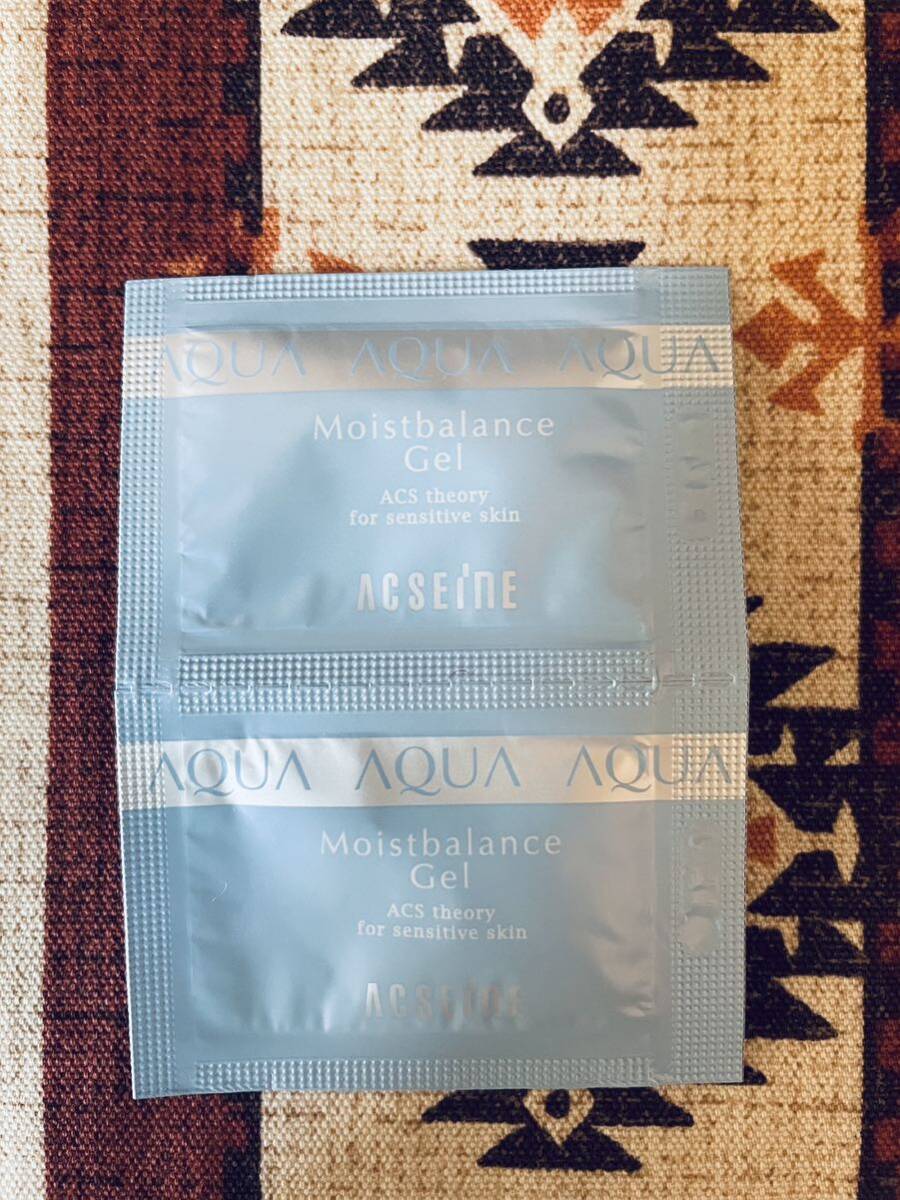 AQUA AQUA AQUA
Moistbalance
Gel
ACS theory
for sensitive skin
ACSEINE
AQUA AQUA AQUA
Moistbalance
Gel
ACS theory
for sensitive skin
ACSEINE